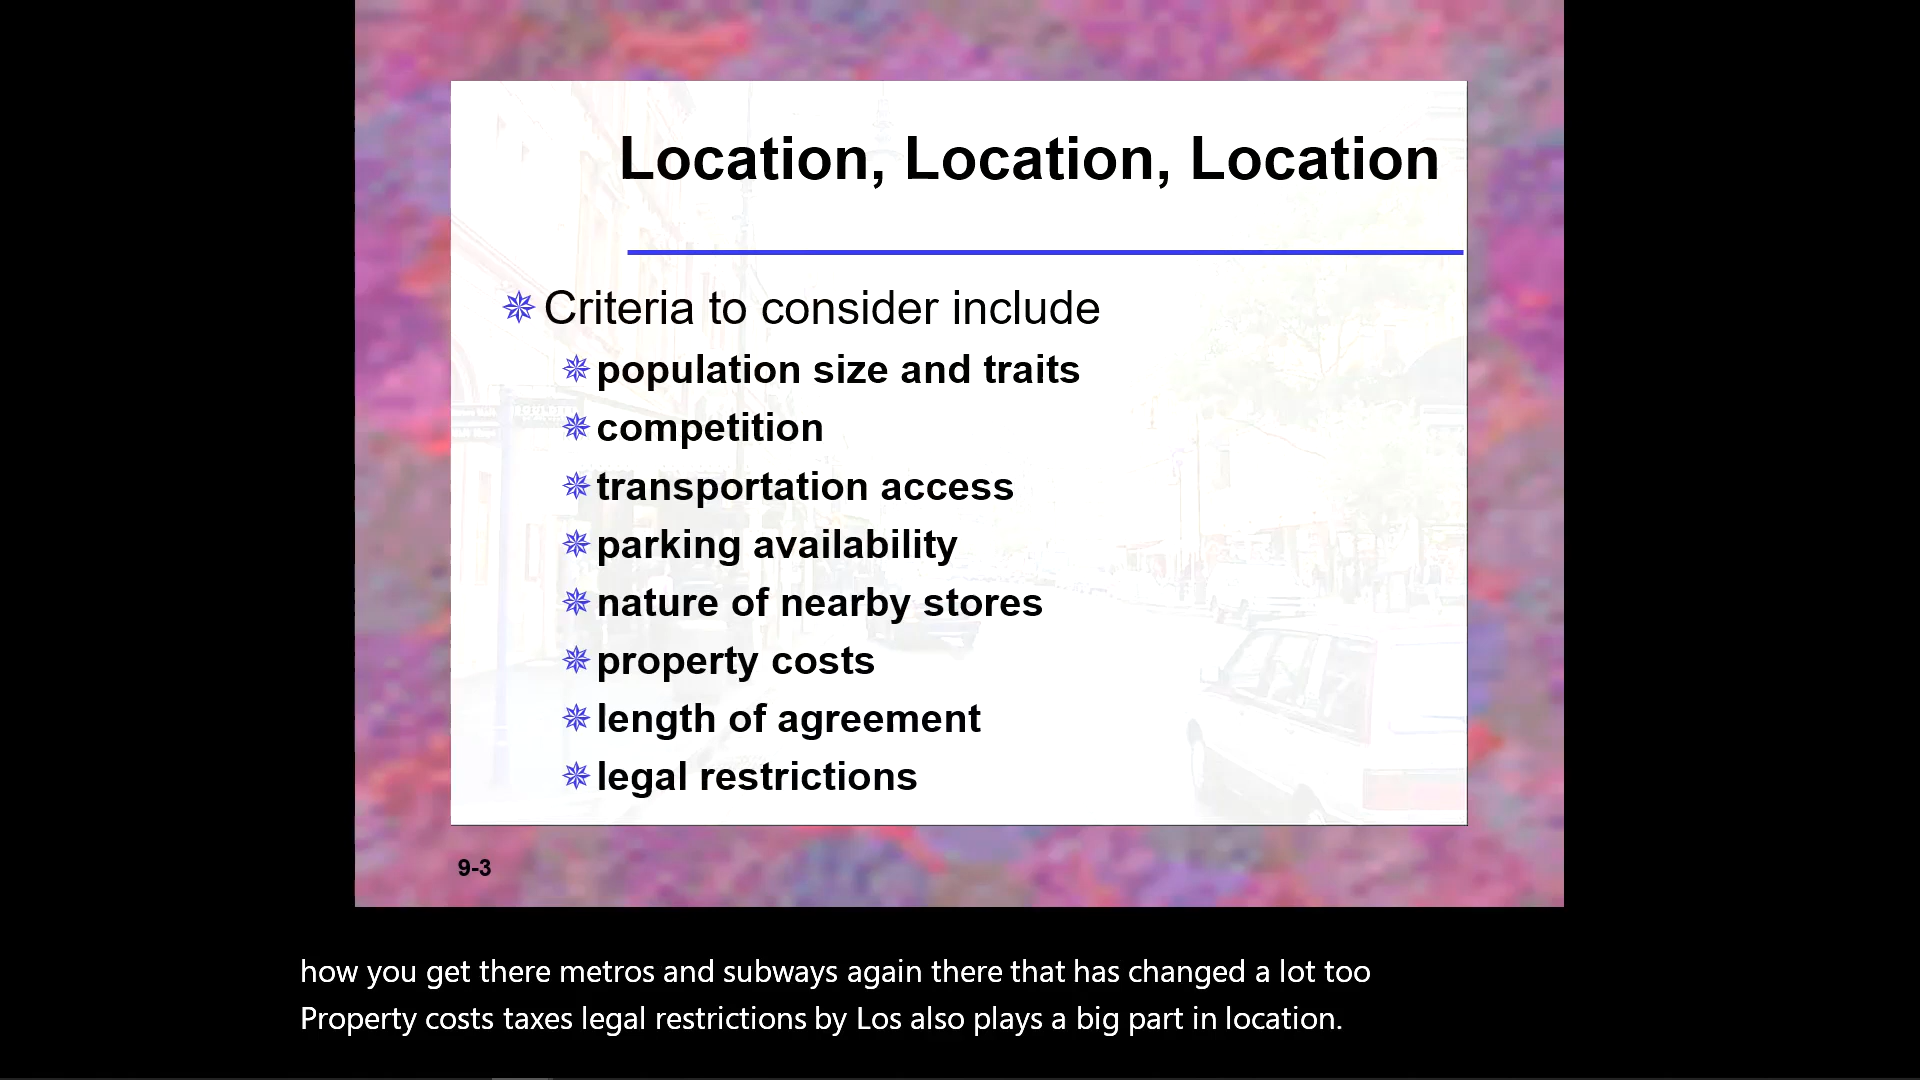 Location, Location, Location
Criteria to consider include
population size and traits
competition
transportation access
parking availability
nature of nearby stores
property costs
length of agreement
legal restrictions
9-3
how you get there metros and subways again there that has changed a lot too
Property costs taxes legal restrictions by Los also plays a big part in location.